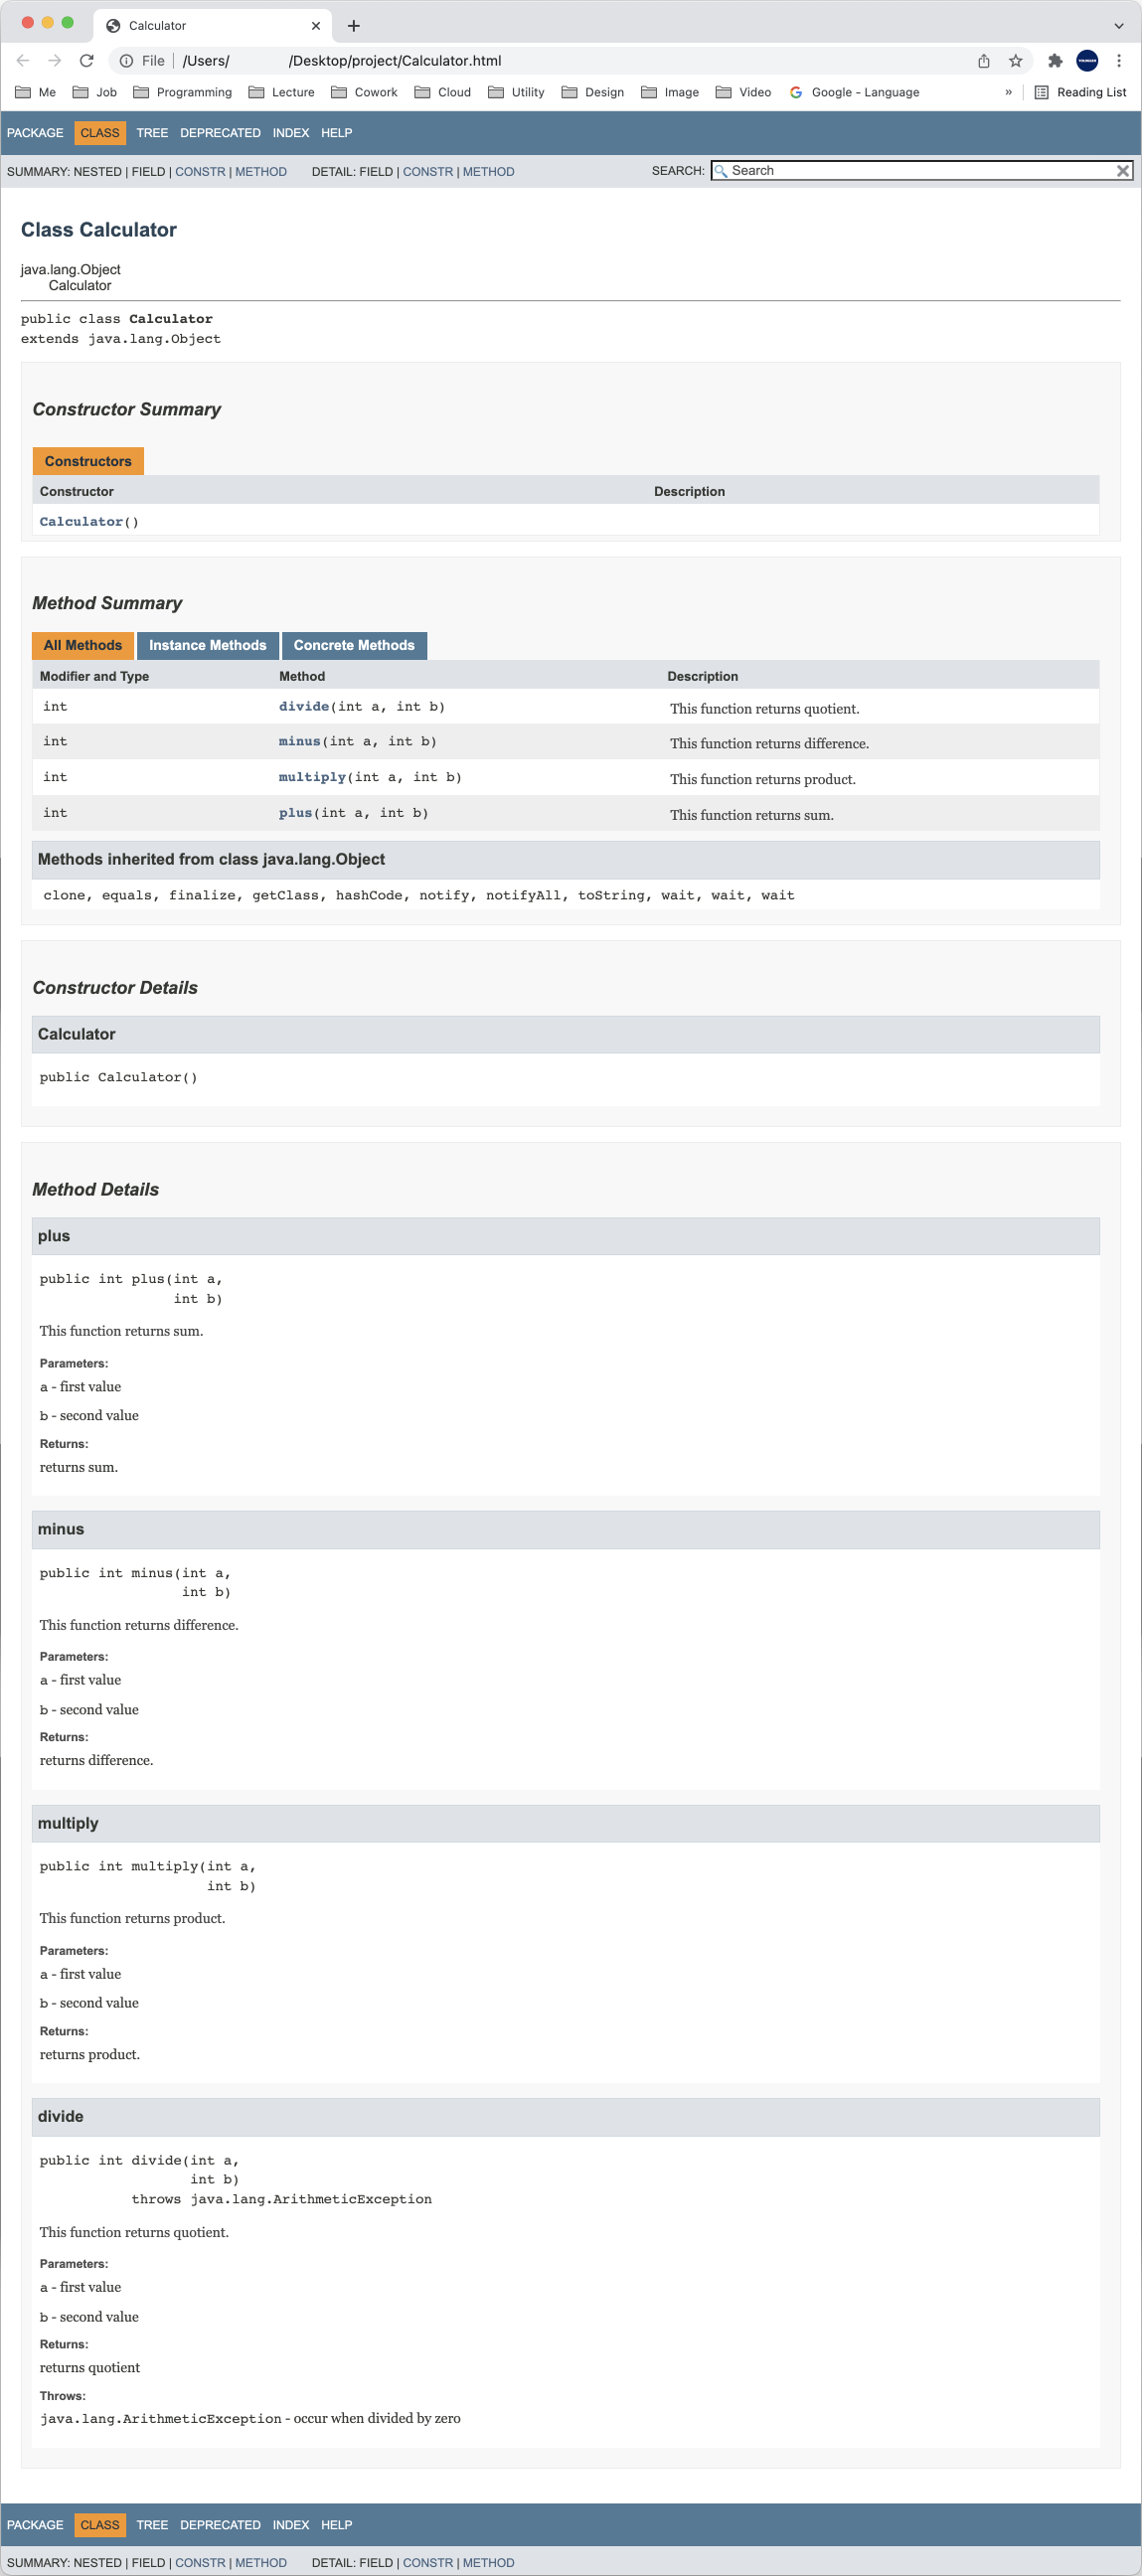 Calculator
File | /Users/ /Desktop/project/Calculator.html
Me Job Programming Lecture Cowork Cloud Utility Design Image Video Google - Language » Reading List
PACKAGE CLASS TREE DEPRECATED INDEX HELP
SUMMARY: NESTED | FIELD | CONSTR | METHOD DETAIL: FIELD | CONSTR | METHOD SEARCH: Search
Class Calculator
java.lang.Object
Calculator
public class Calculator
extends java.lang.Object
Constructor Summary
Constructors
Constructor Description
Calculator()
Method Summary
All Methods Instance Methods Concrete Methods
Modifier and Type Method Description
int divide(int a, int b) This function returns quotient.
int minus(int a, int b) This function returns difference.
int multiply(int a, int b) This function returns product.
int plus(int a, int b) This function returns sum.
Methods inherited from class java.lang.Object
clone, equals, finalize, getClass, hashCode, notify, notifyAll, toString, wait, wait, wait
Constructor Details
Calculator
public Calculator()
Method Details
plus
public int plus(int a,
int b)
This function returns sum.
Parameters:
a - first value
b - second value
Returns:
returns sum.
minus
public int minus(int a,
int b)
This function returns difference.
Parameters:
a - first value
b - second value
Returns:
returns difference.
multiply
public int multiply(int a,
int b)
This function returns product.
Parameters:
a - first value
b - second value
Returns:
returns product.
divide
public int divide(int a,
int b)
throws java.lang.ArithmeticException
This function returns quotient.
Parameters:
a - first value
b - second value
Returns:
returns quotient
Throws:
java.lang.ArithmeticException - occur when divided by zero
PACKAGE CLASS TREE DEPRECATED INDEX HELP
SUMMARY: NESTED | FIELD | CONSTR | METHOD DETAIL: FIELD | CONSTR | METHOD